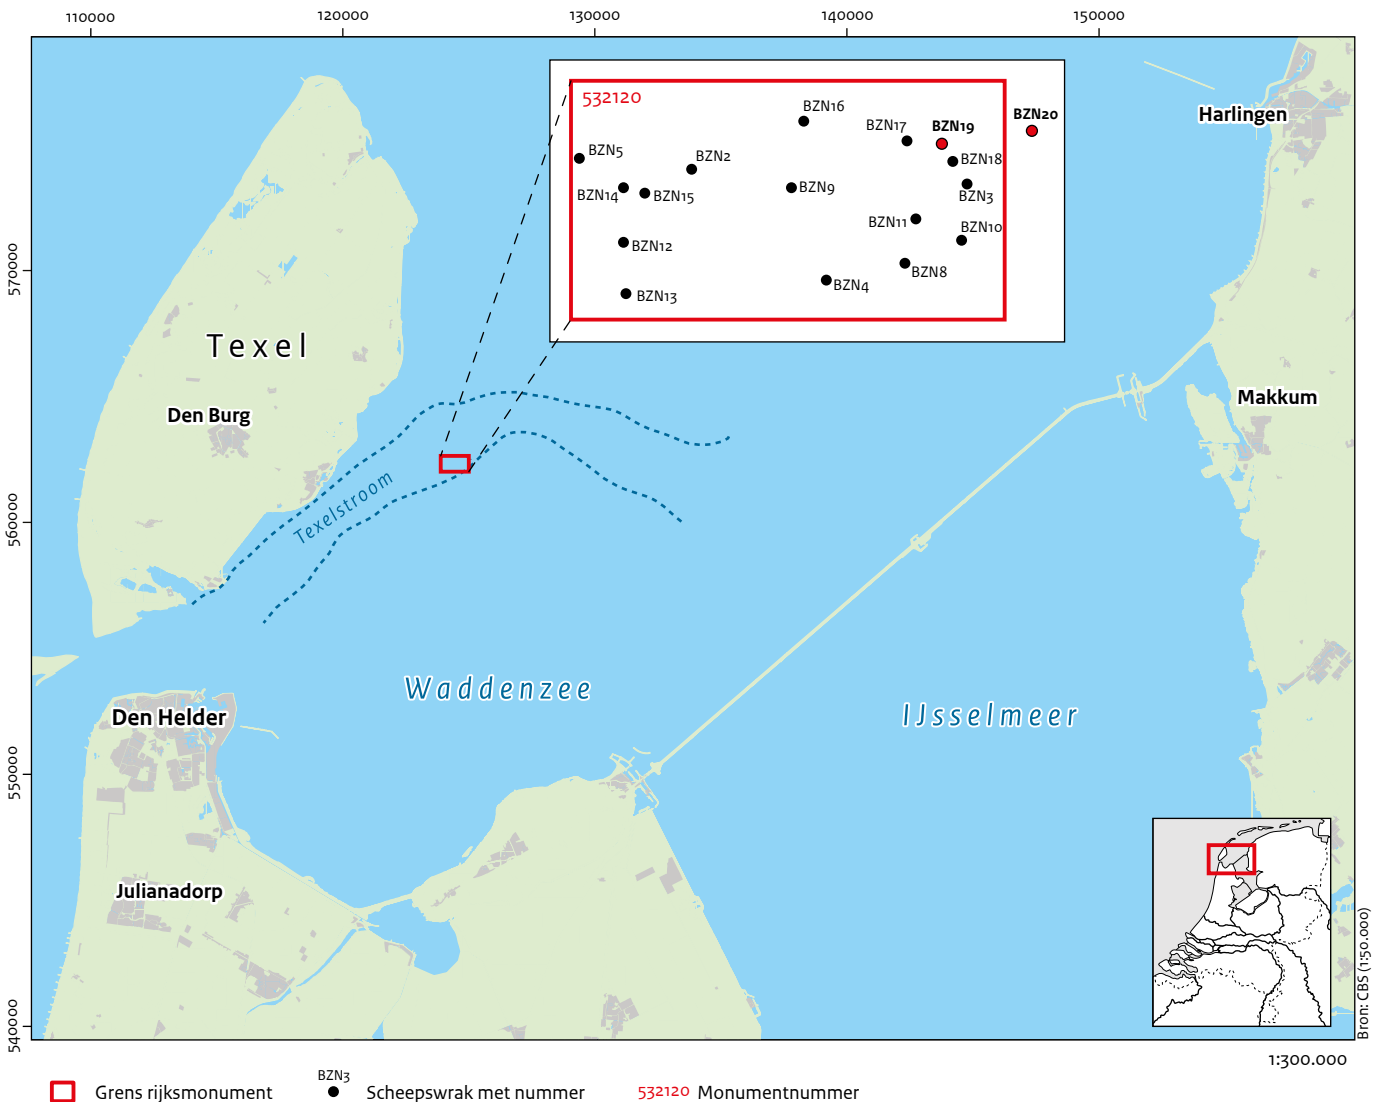 110000
120000
130000
140000
150000
532120
BZN16
BZN17
BZN19
BZN20
BZN5
BZN2
BZN18
BZN14
BZN15
BZN9
BZN3
BZN11
BZN10
BZN12
BZN8
BZN4
BZN13
Harlingen
570000
Texel
Den Burg
Makkum
560000
Texelstroom
Waddenzee
IJsselmeer
Den Helder
550000
Julianadorp
540000
Bron: CBS (1:50.000)
1:300.000
Grens rijksmonument
BZN3
Scheepswrak met nummer
532120 Monumentnummer